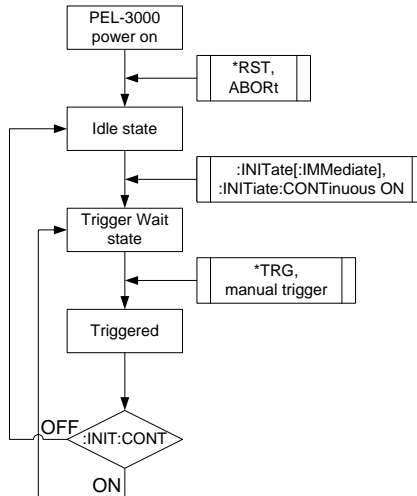 PEL-3000
power on
*RST,
ABORt
Idle state
:INITate[:IMMediate],
:INITiate:CONTinuous ON
Trigger Wait
state
*TRG,
manual trigger
Triggered
OFF
:INIT:CONT
ON